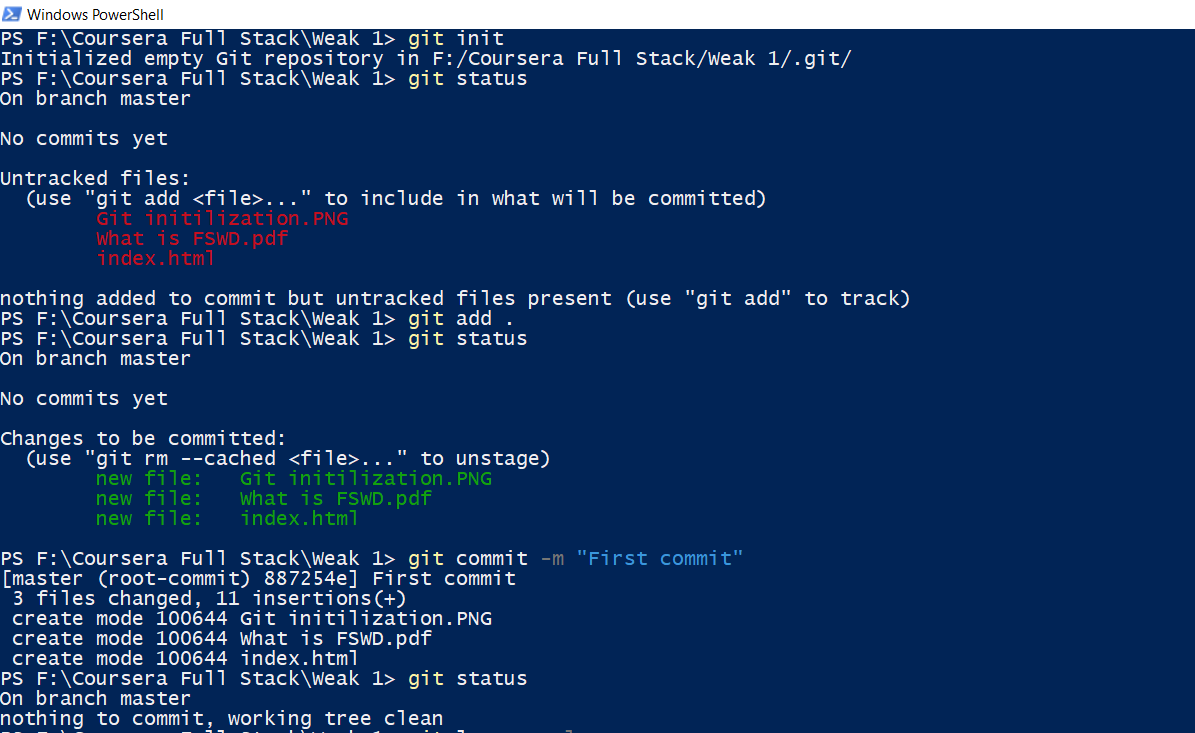 Windows PowerShell
PS F:\Coursera Full Stack\Weak 1> git init
Initialized empty Git repository in F:/Coursera Full Stack/Weak 1/.git/
PS F:\Coursera Full Stack\Weak 1> git status
On branch master
No commits yet
Untracked files:
  (use "git add <file>..." to include in what will be committed)
        Git initilization.PNG
        What is FSWD.pdf
        index.html
nothing added to commit but untracked files present (use "git add" to track)
PS F:\Coursera Full Stack\Weak 1> git add .
PS F:\Coursera Full Stack\Weak 1> git status
On branch master
No commits yet
Changes to be committed:
  (use "git rm --cached <file>..." to unstage)
        new file:   Git initilization.PNG
        new file:   What is FSWD.pdf
        new file:   index.html
PS F:\Coursera Full Stack\Weak 1> git commit -m "First commit"
[master (root-commit) 887254e] First commit
 3 files changed, 11 insertions(+)
 create mode 100644 Git initilization.PNG
 create mode 100644 What is FSWD.pdf
 create mode 100644 index.html
PS F:\Coursera Full Stack\Weak 1> git status
On branch master
nothing to commit, working tree clean